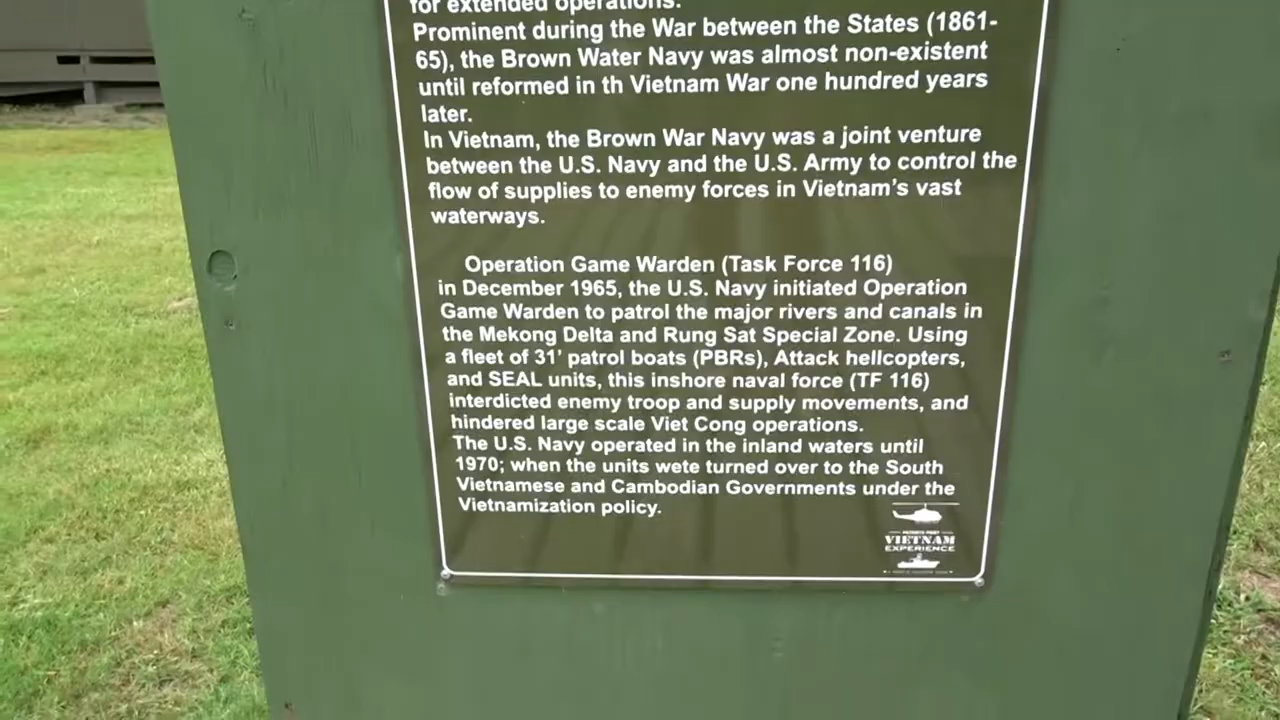 for extended operations.
Prominent during the War between the States (1861-
65), the Brown Water Navy was almost non-existent
until reformed in th Vietnam War one hundred years
later.
In Vietnam, the Brown War Navy was a joint venture
between the U.S. Navy and the U.S. Army to control the
flow of supplies to enemy forces in Vietnam's vast
waterways.
Operation Game Warden (Task Force 116)
in December 1965, the U.S. Navy initiated Operation
Game Warden to patrol the major rivers and canals in
the Mekong Delta and Rung Sat Special Zone. Using
a fleet of 31' patrol boats (PBRs), Attack helIcopters,
and SEAL units, this inshore naval force (TF 116)
interdicted enemy troop and supply movements, and
hindered large scale Viet Cong operations.
The U.S. Navy operated in the inland waters until
1970; when the units wete turned over to the South
Vietnamese and Cambodian Governments under the
Vietnamization policy.
PATRIOTS POINT
VIETNAM
EXPERIENCE